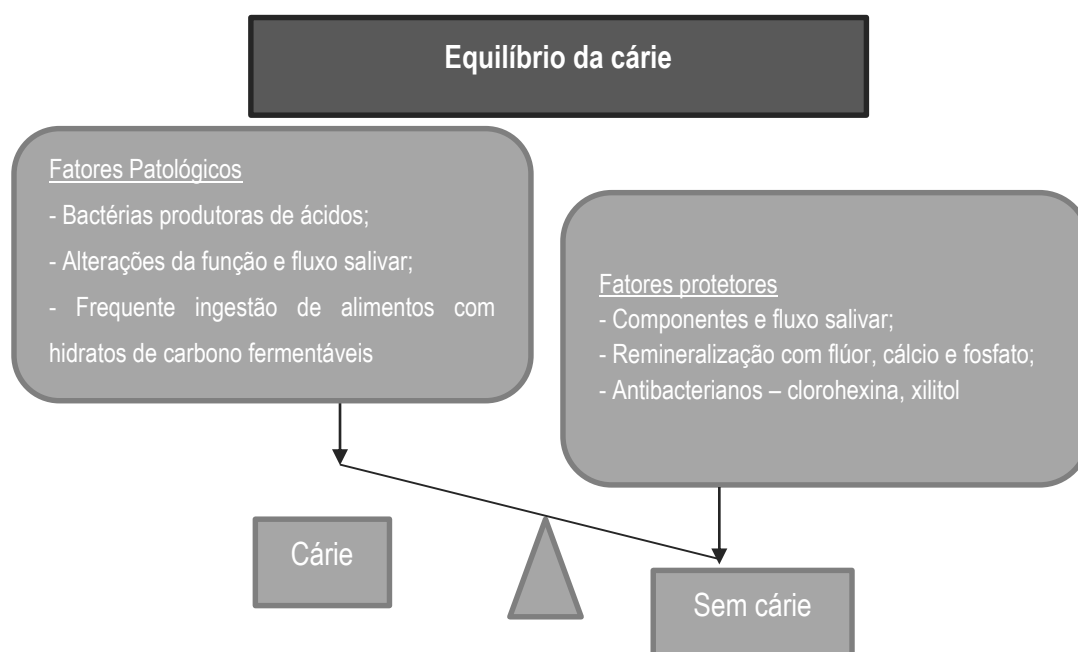 Equilíbrio da cárie
Fatores Patológicos
- Bactérias produtoras de ácidos;
- Alterações da função e fluxo salivar;
- Frequente ingestão de alimentos com
hidratos de carbono fermentáveis
Fatores protetores
- Componentes e fluxo salivar;
- Remineralização com flúor, cálcio e fosfato;
- Antibacterianos – clorohexina, xilitol
Cárie
Sem cárie